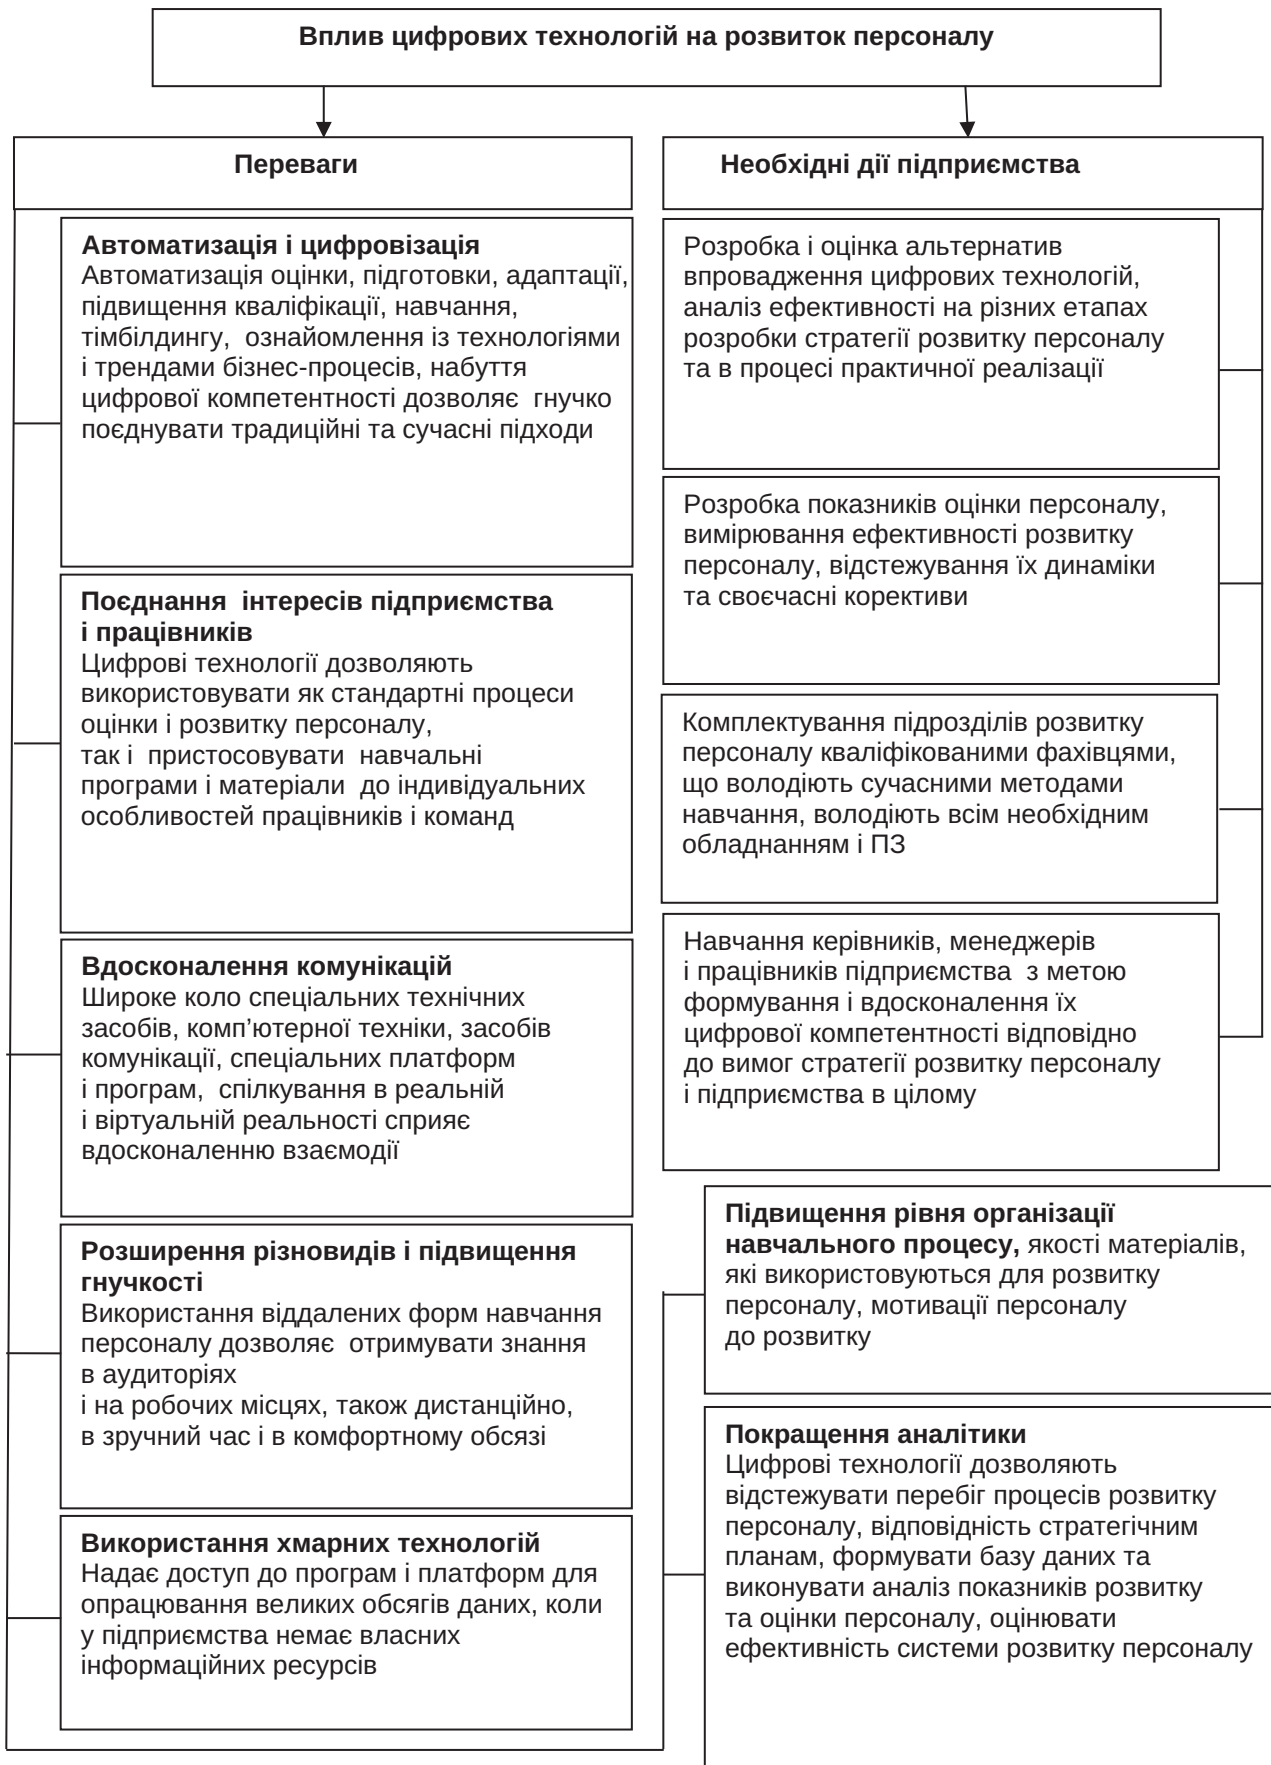 Вплив цифрових технологій на розвиток персоналу
Переваги
Автоматизація і цифровізація
Автоматизація оцінки, підготовки, адаптації,
підвищення кваліфікації, навчання,
тімбілдингу, ознайомлення із технологіями
і трендами бізнес-процесів, набуття
цифрової компетентності дозволяє гнучко
поєднувати традиційні та сучасні підходи
Поєднання інтересів підприємства
і працівників
Цифрові технології дозволяють
використовувати як стандартні процеси
оцінки і розвитку персоналу,
так і пристосовувати навчальні
програми і матеріали до індивідуальних
особливостей працівників і команд
Вдосконалення комунікацій
Широке коло спеціальних технічних
засобів, комп’ютерної техніки, засобів
комунікації, спеціальних платформ
і програм, спілкування в реальній
і віртуальній реальності сприяє
вдосконаленню взаємодії
Розширення різновидів і підвищення
гнучкості
Використання віддалених форм навчання
персоналу дозволяє отримувати знання
в аудиторіях
і на робочих місцях, також дистанційно,
в зручний час і в комфортному обсязі
Використання хмарних технологій
Надає доступ до програм і платформ для
опрацювання великих обсягів даних, коли
у підприємства немає власних
інформаційних ресурсів
Необхідні дії підприємства
Розробка і оцінка альтернатив
впровадження цифрових технологій,
аналіз ефективності на різних етапах
розробки стратегії розвитку персоналу
та в процесі практичної реалізації
Розробка показників оцінки персоналу,
вимірювання ефективності розвитку
персоналу, відстежування їх динаміки
та своєчасні корективи
Комплектування підрозділів розвитку
персоналу кваліфікованими фахівцями,
що володіють сучасними методами
навчання, володіють всім необхідним
обладнанням і ПЗ
Навчання керівників, менеджерів
і працівників підприємства з метою
формування і вдосконалення їх
цифрової компетентності відповідно
до вимог стратегії розвитку персоналу
і підприємства в цілому
Підвищення рівня організації
навчального процесу, якості матеріалів,
які використовуються для розвитку
персоналу, мотивації персоналу
до розвитку
Покращення аналітики
Цифрові технології дозволяють
відстежувати перебіг процесів розвитку
персоналу, відповідність стратегічним
планам, формувати базу даних та
виконувати аналіз показників розвитку
та оцінки персоналу, оцінювати
ефективність системи розвитку персоналу